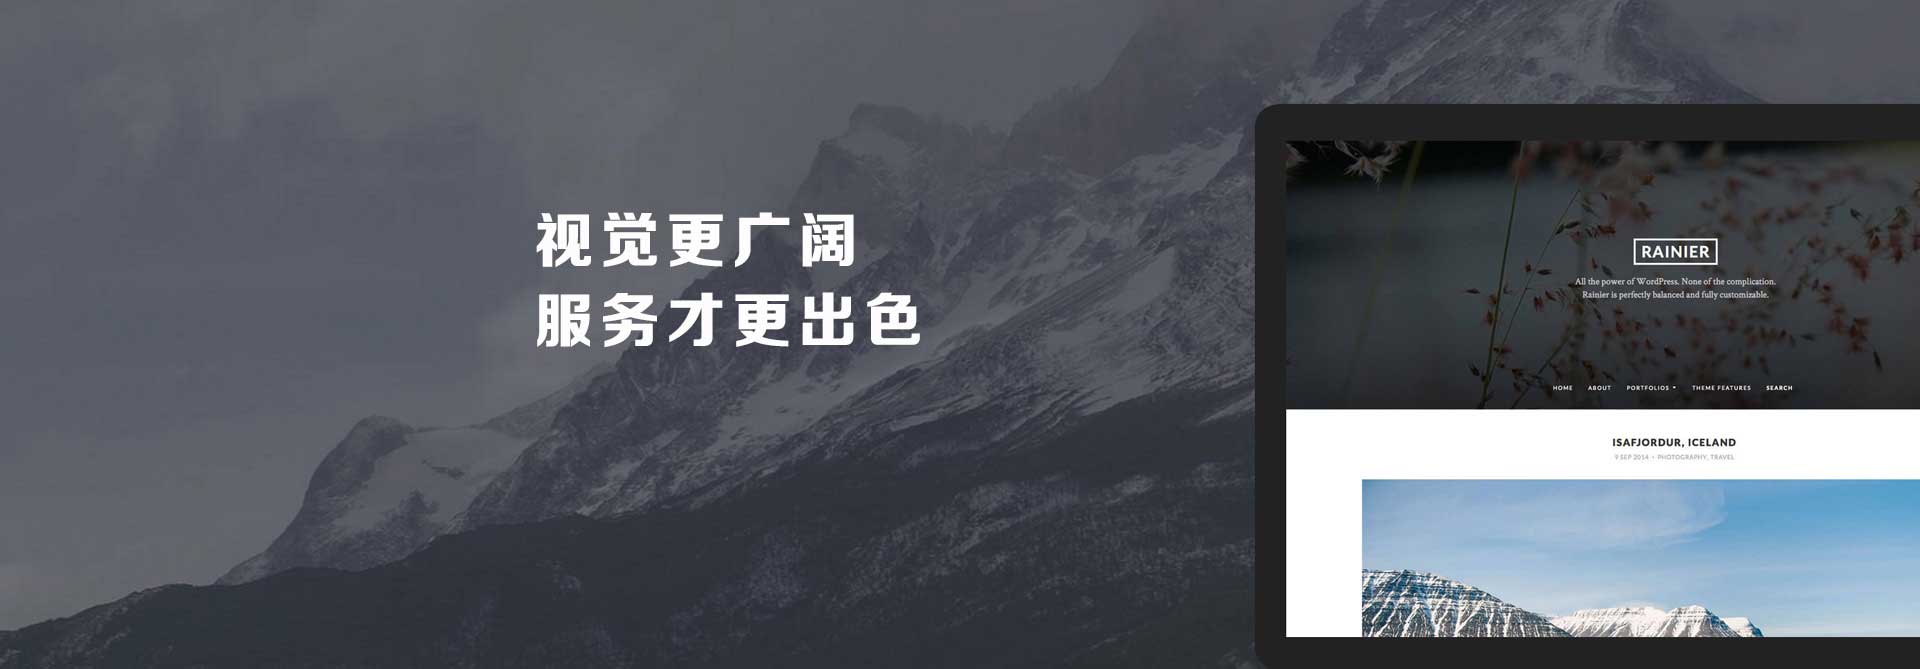 视觉更广阔
服务才更出色
RAINIER
All the power of WordPress. None of the complication.
Rainier is perfectly balanced and fully customizable.
HOME ABOUT PORTFOLIOS THEME FEATURES SEARCH
ISAFJORDUR, ICELAND
9 SEP 2014 • PHOTOGRAPHY, TRAVEL